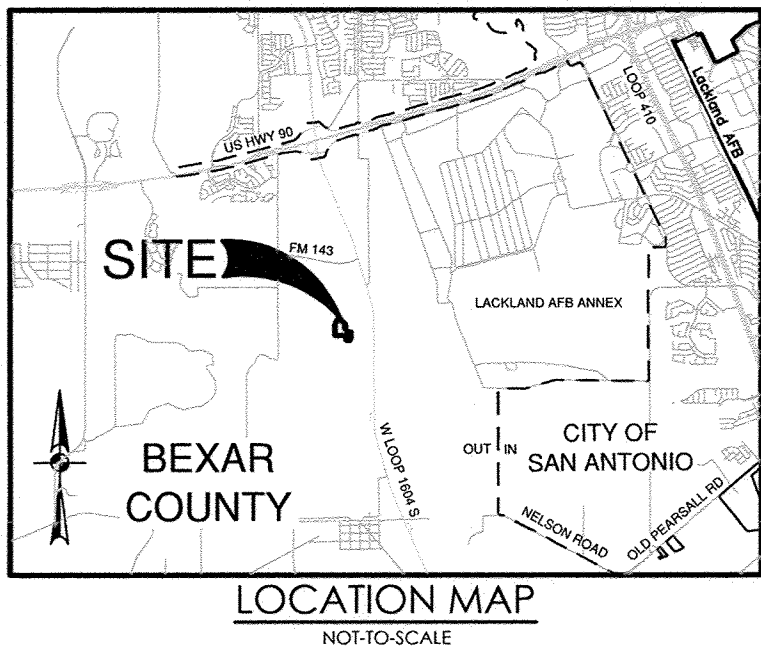 US HWY 90
LOOP 410
Lackland AFB
SITE
FM 143
LACKLAND AFB ANNEX
BEXAR
COUNTY
W LOOP 1604 S
OUT IN
CITY OF
SAN ANTONIO
NELSON ROAD
OLD PEARSALL RD
LOCATION MAP
NOT-TO-SCALE